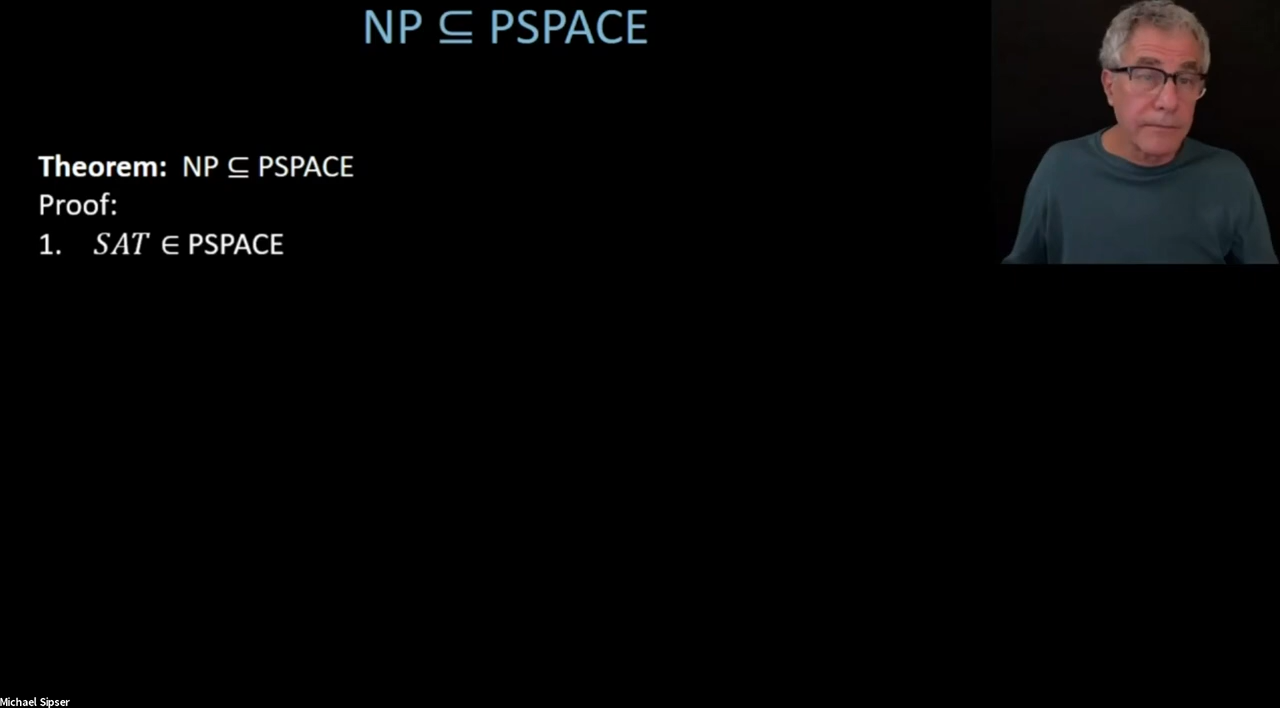 NP ⊆ PSPACE
Theorem: NP ⊆ PSPACE
Proof:
1. SAT ∈ PSPACE
Michael Sipser